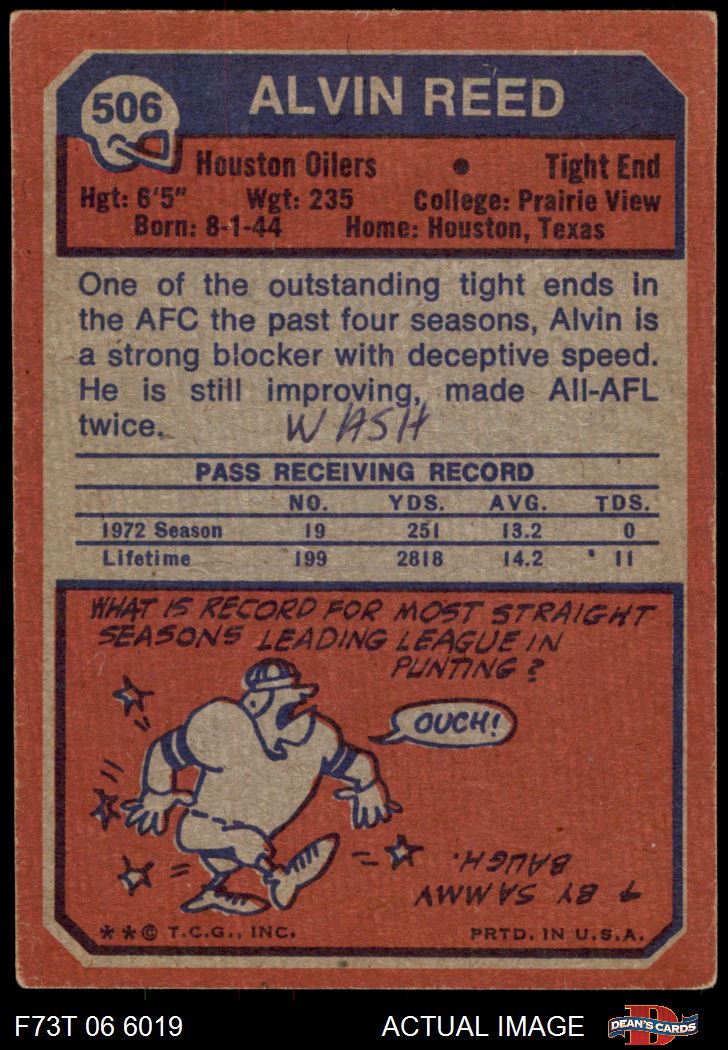 506
ALVIN REED
Houston Oilers • Tight End
Hgt: 6'5" Wgt: 235 College: Prairie View
Born: 8-1-44 Home: Houston, Texas
One of the outstanding tight ends in
the AFC the past four seasons, Alvin is
a strong blocker with deceptive speed.
He is still improving, made All-AFL
twice.
WASH
PASS RECEIVING RECORD
NO. YDS. AVG. TDS.
1972 Season 19 251 13.2 0
Lifetime 199 2818 14.2 11
WHAT IS RECORD FOR MOST STRAIGHT
SEASONS LEADING LEAGUE IN
PUNTING?
OUCH!
4 BY SAMMY
BAUGH.
**© T.C.G., INC. PRTD. IN U.S.A.
F73T 06 6019 ACTUAL IMAGE
D
DEAN'S CARDS